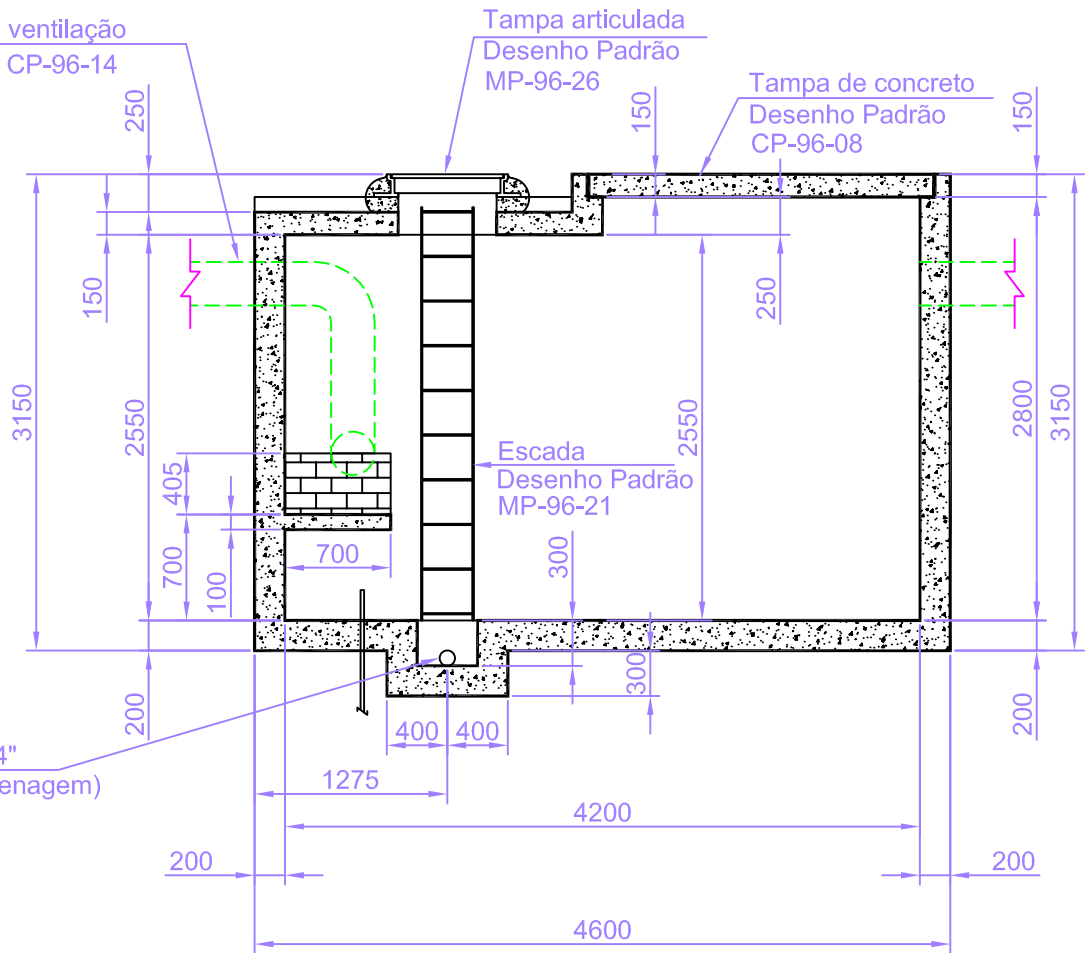 ventilação
CP-96-14
Tampa articulada
Desenho Padrão
MP-96-26
Tampa de concreto
Desenho Padrão
CP-96-08
250
150
150
3150
150
2550
250
2550
2800
3150
405
Escada
Desenho Padrão
MP-96-21
700
100
700
300
300
200
200
400
400
4"
enagem)
1275
4200
200
200
4600